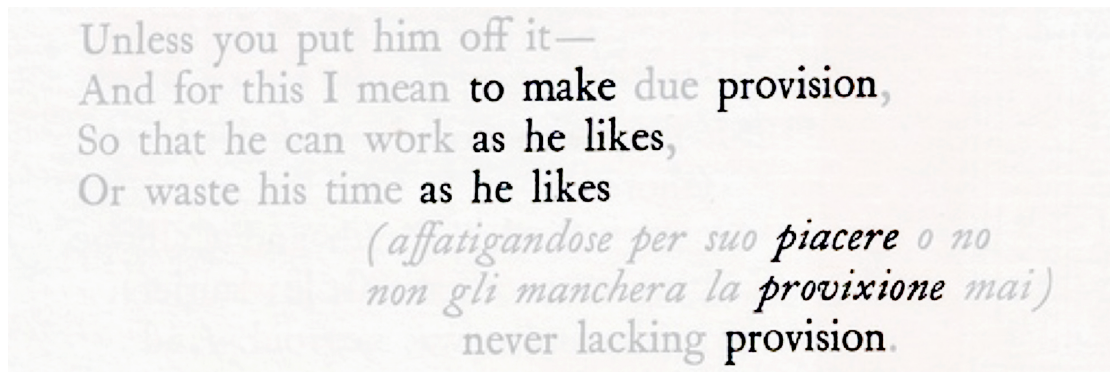 Unless you put him off it—
And for this I mean to make due provision,
So that he can work as he likes,
Or waste his time as he likes
(affatigandose per suo piacere o no
non gli manchera la provixione mai)
never lacking provision.